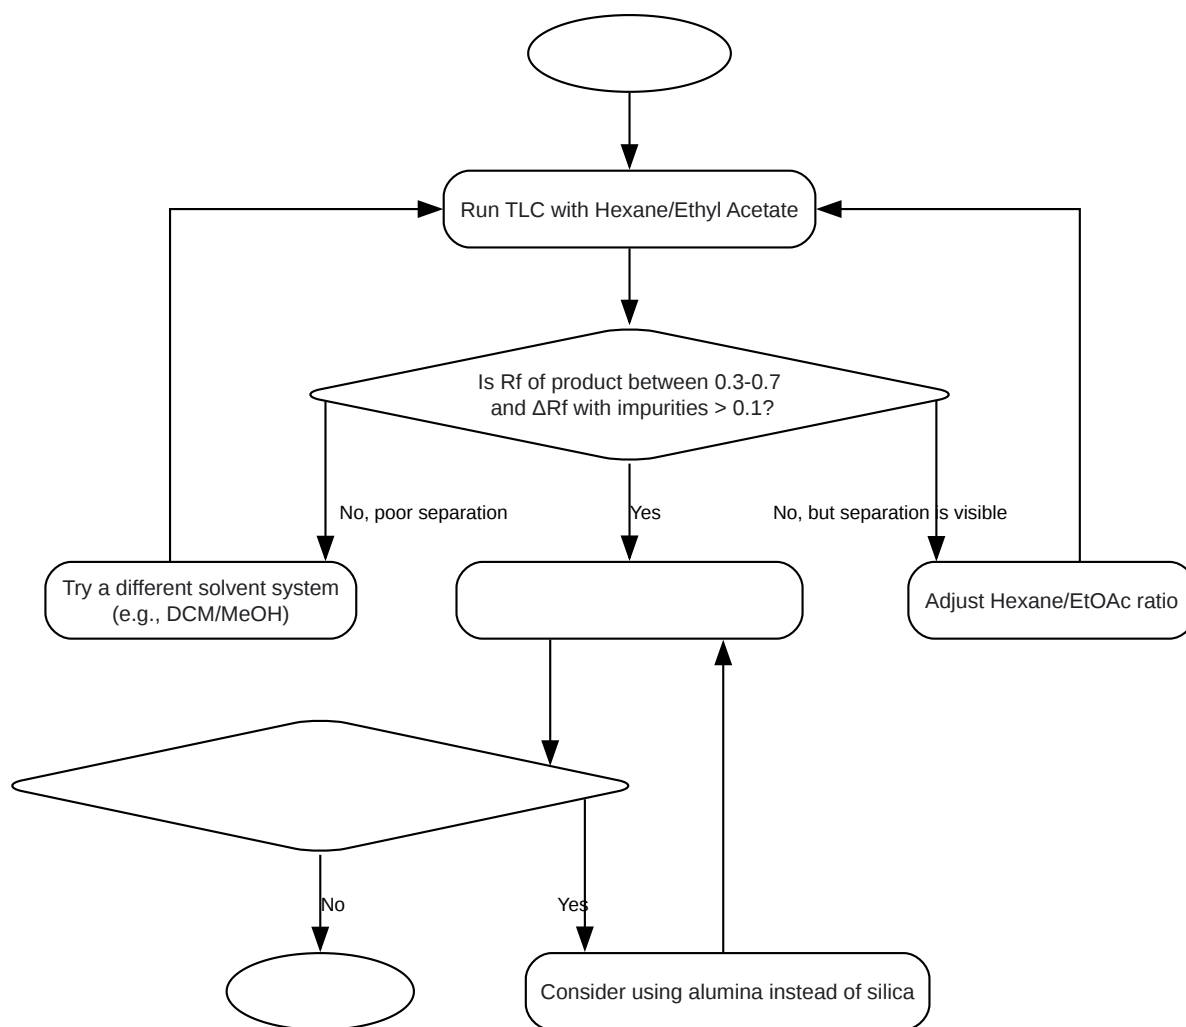 Run TLC with Hexane/Ethyl Acetate
Is Rf of product between 0.3-0.7
and ΔRf with impurities > 0.1?
No, poor separation
Yes
No, but separation is visible
Try a different solvent system
(e.g., DCM/MeOH)
Adjust Hexane/EtOAc ratio
No
Yes
Consider using alumina instead of silica